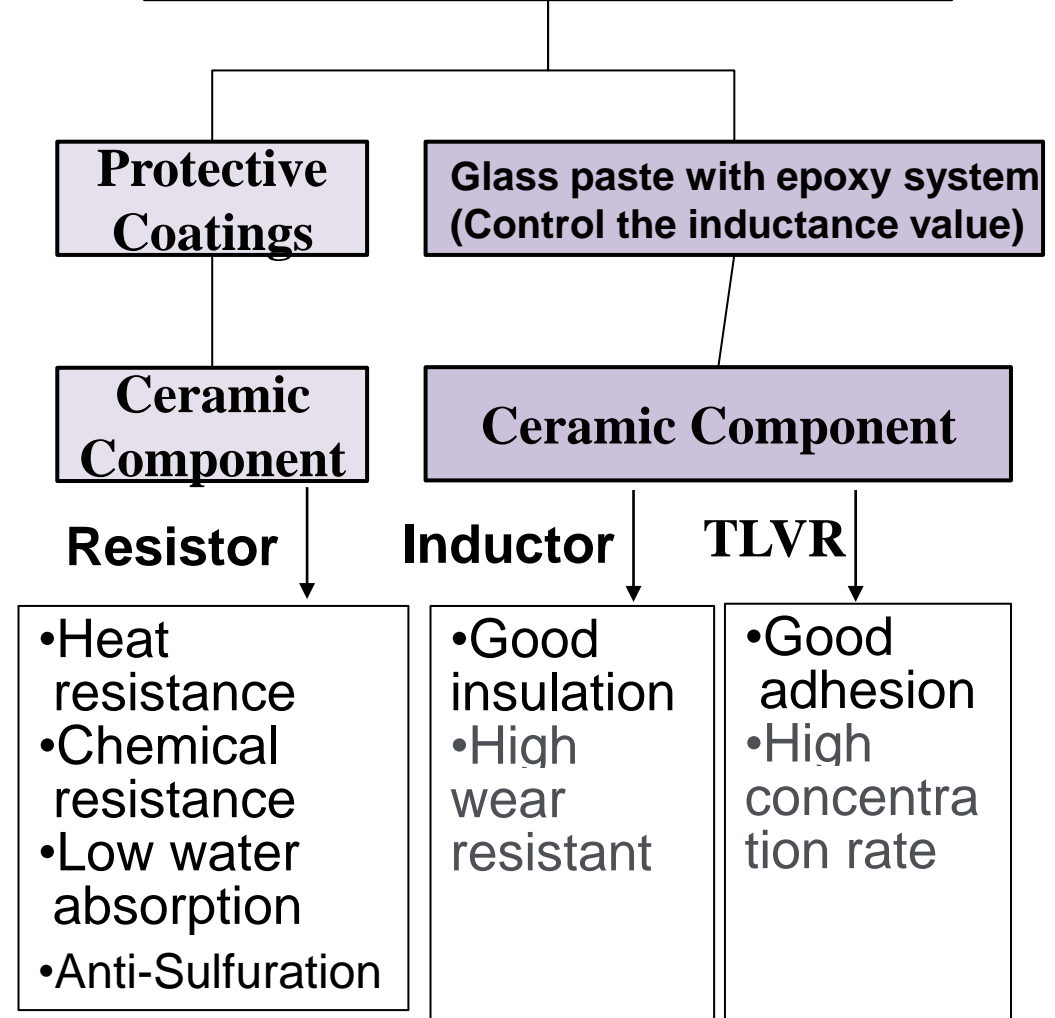 Protective
Coatings
Glass paste with epoxy system
(Control the inductance value)
Ceramic
Component
Ceramic Component
Resistor
Inductor
TLVR
•Heat
resistance
•Chemical
resistance
•Low water
absorption
•Anti-Sulfuration
•Good
insulation
•High
wear
resistant
•Good
adhesion
•High
concentra
tion rate